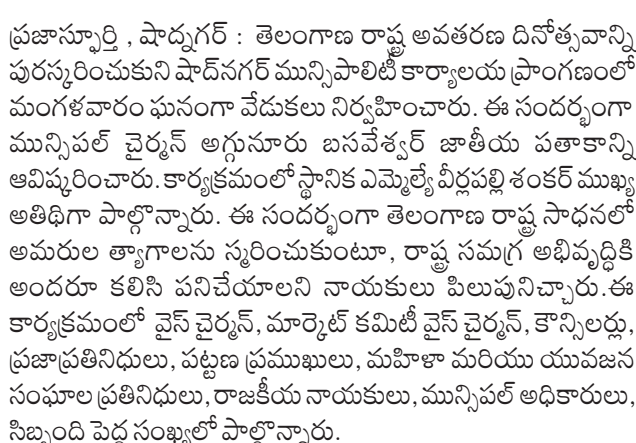 ప్రజాస్ఫూర్తి , షాద్నగర్ : తెలంగాణ రాష్ట్ర అవతరణ దినోత్సవాన్ని
పురస్కరించుకుని షాద్‌నగర్ మున్సిపాలిటీ కార్యాలయ ప్రాంగణంలో
మంగళవారం ఘనంగా వేడుకలు నిర్వహించారు. ఈ సందర్భంగా
మున్సిపల్ చైర్మన్ అగ్గునూరు బసవేశ్వర్ జాతీయ పతాకాన్ని
ఆవిష్కరించారు. కార్యక్రమంలో స్థానిక ఎమ్మెల్యే వీర్లపల్లి శంకర్ ముఖ్య
అతిథిగా పాల్గొన్నారు. ఈ సందర్భంగా తెలంగాణ రాష్ట్ర సాధనలో
అమరుల త్యాగాలను స్మరించుకుంటూ, రాష్ట్ర సమగ్ర అభివృద్ధికి
అందరూ కలిసి పనిచేయాలని నాయకులు పిలుపునిచ్చారు.ఈ
కార్యక్రమంలో వైస్ చైర్మన్, మార్కెట్ కమిటీ వైస్ చైర్మన్, కౌన్సిలర్లు,
ప్రజాప్రతినిధులు, పట్టణ ప్రముఖులు, మహిళా మరియు యువజన
సంఘాల ప్రతినిధులు, రాజకీయ నాయకులు, మున్సిపల్ అధికారులు,
సిబ్బంది పెద్ద సంఖ్యలో పాల్గొన్నారు.